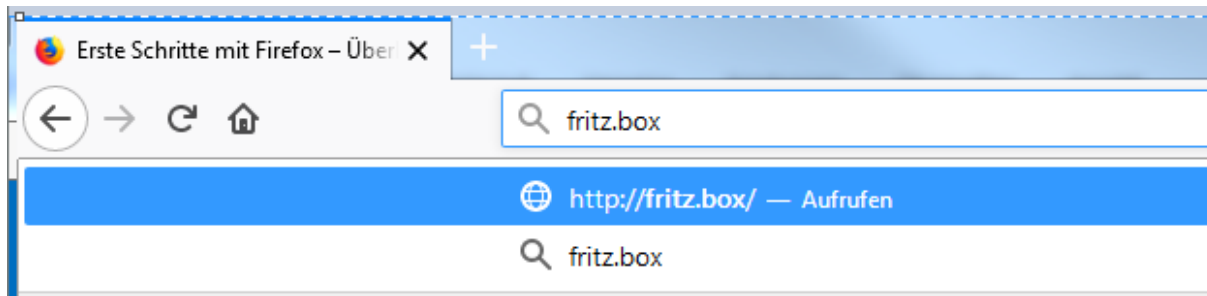 Erste Schritte mit Firefox – Über
fritz.box
http://fritz.box/ — Aufrufen
fritz.box